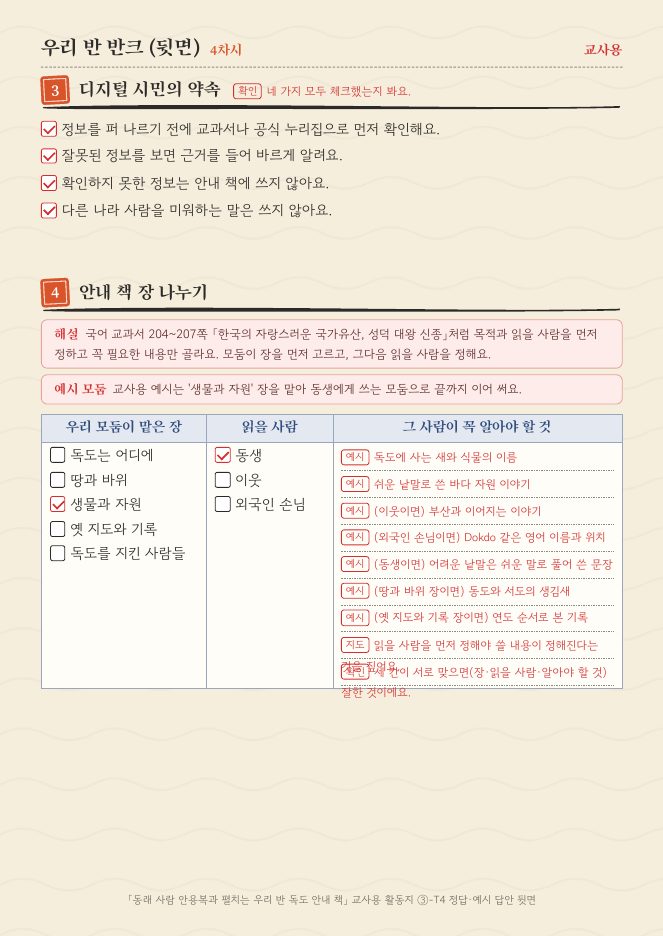 우리 반 반크 (뒷면) 4차시 교사용
3 디지털 시민의 약속 확인 네 가지 모두 체크했는지 봐요.
정보를 퍼 나르기 전에 교과서나 공식 누리집으로 먼저 확인해요.
잘못된 정보를 보면 근거를 들어 바르게 알려요.
확인하지 못한 정보는 안내 책에 쓰지 않아요.
다른 나라 사람을 미워하는 말은 쓰지 않아요.
4 안내 책 장 나누기
해설 국어 교과서 204~207쪽 「한국의 자랑스러운 국가유산, 성덕 대왕 신종」처럼 목적과 읽을 사람을 먼저
정하고 꼭 필요한 내용만 골라요. 모둠이 장을 먼저 고르고, 그다음 읽을 사람을 정해요.
예시 모둠 교사용 예시는 '생물과 자원' 장을 맡아 동생에게 쓰는 모둠으로 끝까지 이어 써요.
우리 모둠이 맡은 장
독도는 어디에
땅과 바위
생물과 자원
옛 지도와 기록
독도를 지킨 사람들
읽을 사람
동생
이웃
외국인 손님
그 사람이 꼭 알아야 할 것
예시 독도에 사는 새와 식물의 이름
예시 쉬운 낱말로 쓴 바다 자원 이야기
예시 (이웃이면) 부산과 이어지는 이야기
예시 (외국인 손님이면) Dokdo 같은 영어 이름과 위치
예시 (동생이면) 어려운 낱말은 쉬운 말로 풀어 쓴 문장
예시 (땅과 바위 장이면) 동도와 서도의 생김새
예시 (옛 지도와 기록 장이면) 연도 순서로 본 기록
지도 읽을 사람을 먼저 정해야 쓸 내용이 정해진다는
것을 짚어요.
확인 세 칸이 서로 맞으면(장·읽을 사람·알아야 할 것)
잘한 것이에요.
「동래 사람 안용복과 펼치는 우리 반 독도 안내 책」 교사용 활동지 ③-T4 정답·예시 답안 뒷면